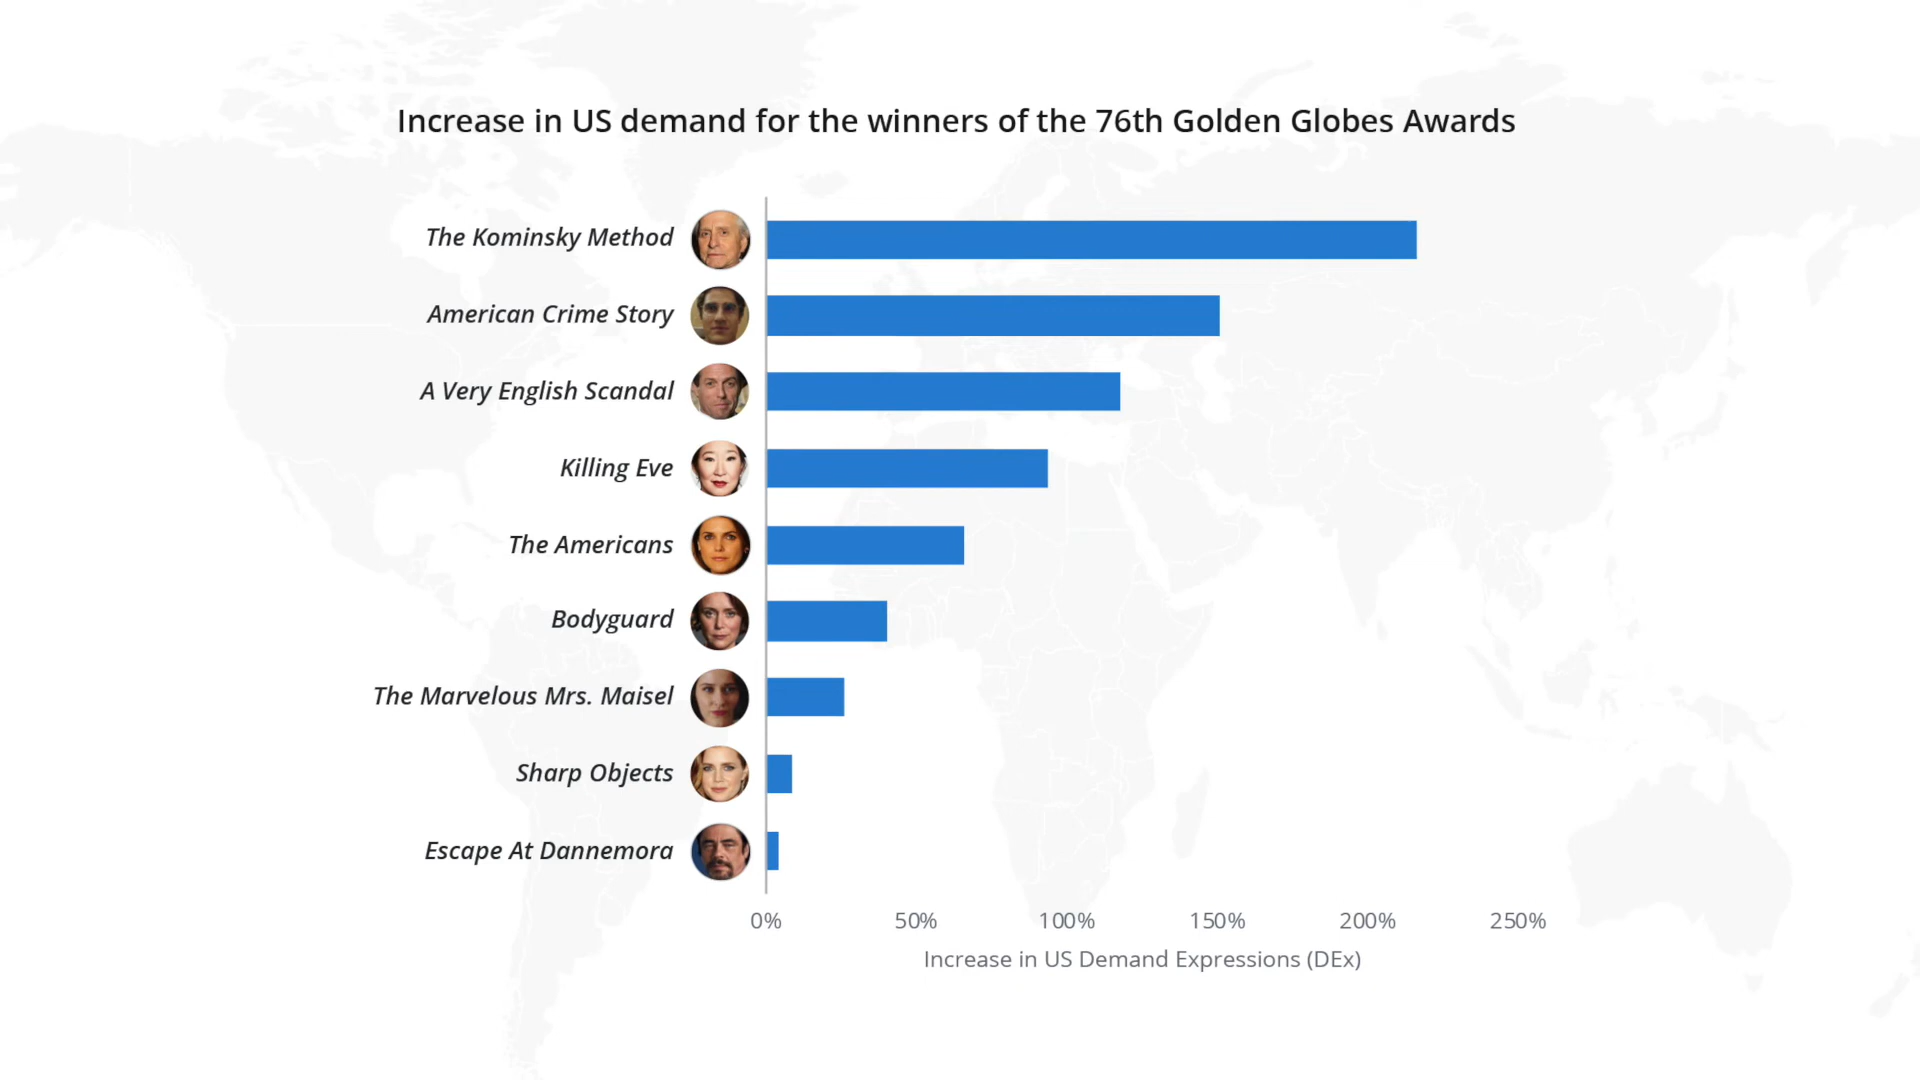 Increase in US demand for the winners of the 76th Golden Globes Awards
The Kominsky Method
American Crime Story
A Very English Scandal
Killing Eve
The Americans
Bodyguard
The Marvelous Mrs. Maisel
Sharp Objects
Escape At Dannemora
0% 50% 100% 150% 200% 250%
Increase in US Demand Expressions (DEx)